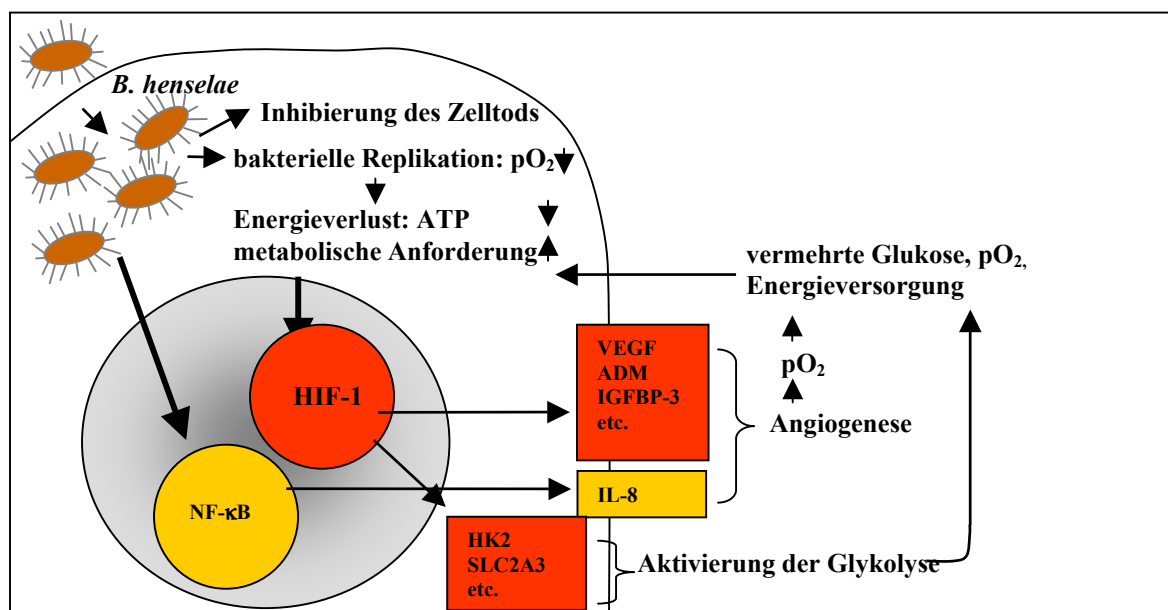 B. henselae
Inhibierung des Zelltods
bakterielle Replikation: pO₂
Energieverlust: ATP
metabolische Anforderung
vermehrte Glukose, pO₂,
Energieversorgung
HIF-1
VEGF
ADM
IGFBP-3
etc.
pO₂
Angiogenese
NF-κB
IL-8
HK2
SLC2A3
etc.
Aktivierung der Glykolyse